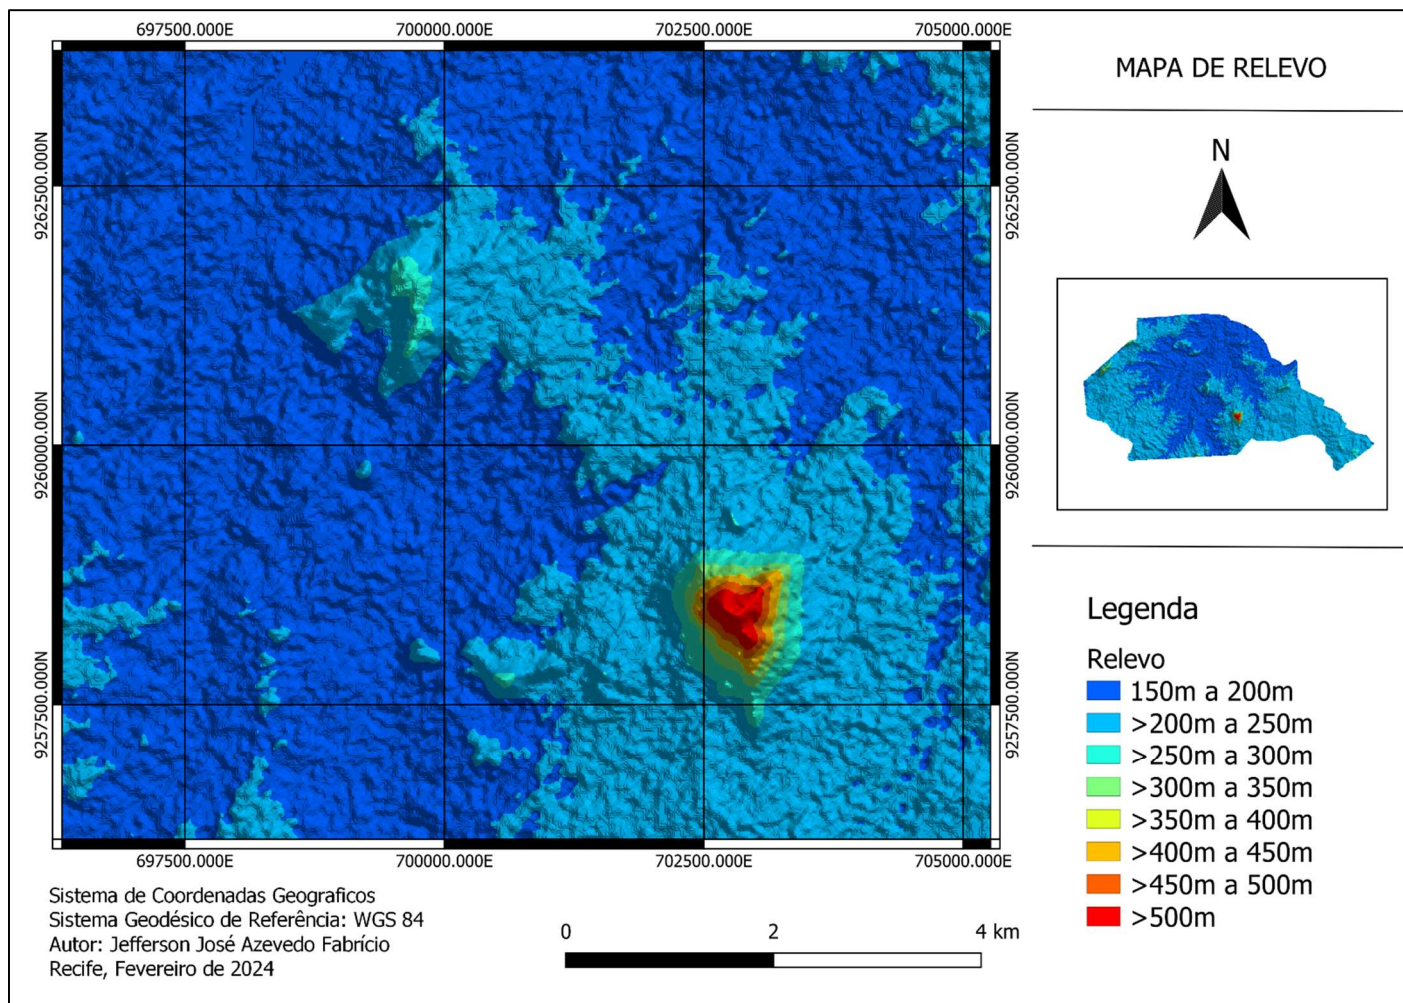 697500.000E 700000.000E 702500.000E 705000.000E
9262500.000N 9262500.000N
9260000.000N 9260000.000N
9257500.000N 9257500.000N
697500.000E 700000.000E 702500.000E 705000.000E
MAPA DE RELEVO
N
Legenda
Relevo
150m a 200m
>200m a 250m
>250m a 300m
>300m a 350m
>350m a 400m
>400m a 450m
>450m a 500m
>500m
Sistema de Coordenadas Geograficos
Sistema Geodésico de Referência: WGS 84
Autor: Jefferson José Azevedo Fabrício
Recife, Fevereiro de 2024
0 2 4 km